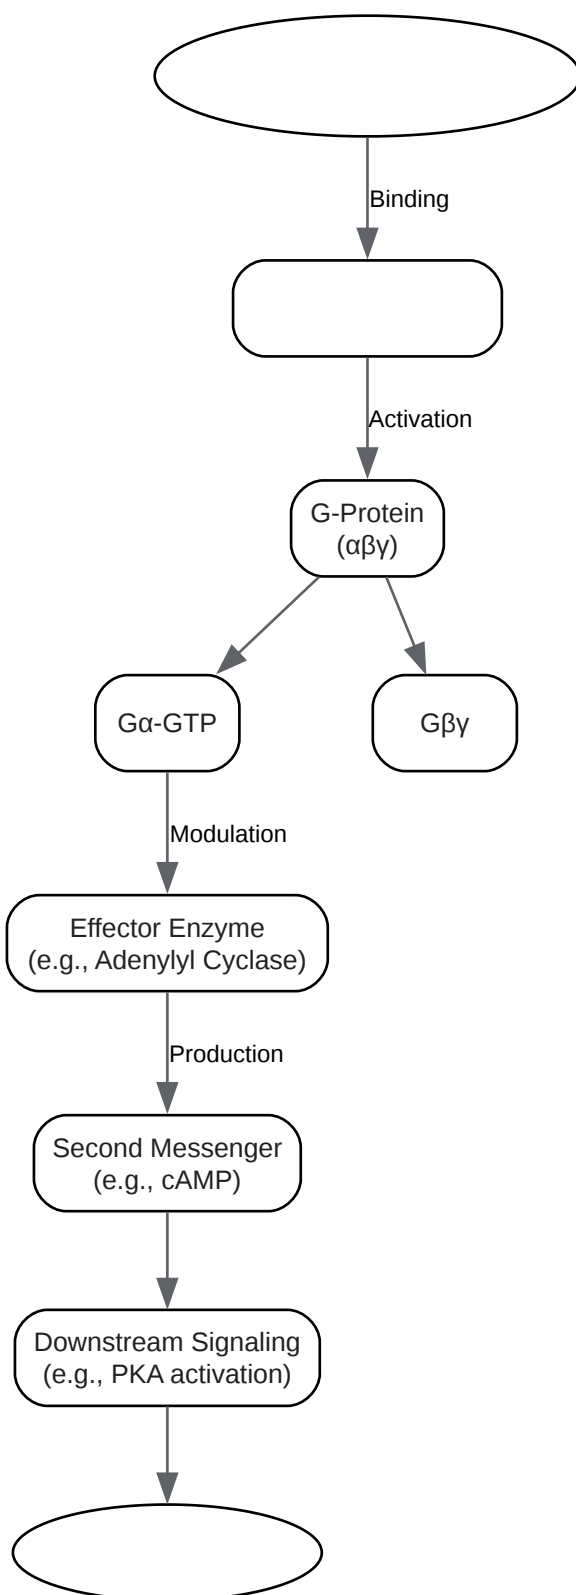 Binding
Activation
G-Protein
(αβγ)
Gα-GTP
Gβγ
Modulation
Effector Enzyme
(e.g., Adenylyl Cyclase)
Production
Second Messenger
(e.g., cAMP)
Downstream Signaling
(e.g., PKA activation)